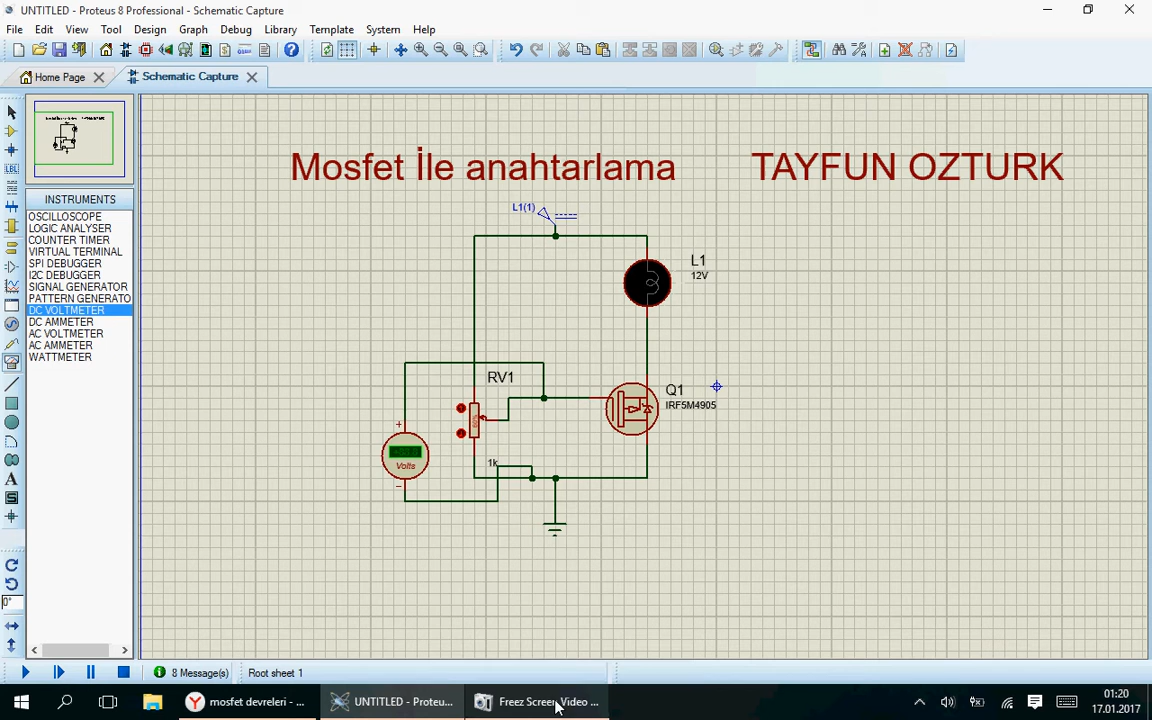 UNTITLED - Proteus 8 Professional - Schematic Capture
File Edit View Tool Design Graph Debug Library Template System Help
Home Page
Schematic Capture
Mosfet İle anahtarlama TAYFUN OZTURK
INSTRUMENTS
OSCILLOSCOPE
LOGIC ANALYSER
COUNTER TIMER
VIRTUAL TERMINAL
SPI DEBUGGER
I2C DEBUGGER
SIGNAL GENERATOR
PATTERN GENERATO
DC VOLTMETER
DC AMMETER
AC VOLTMETER
AC AMMETER
WATTMETER
LBL
A
S
0°
L1(1)
L1
12V
RV1
Q1
IRF5M4905
+
Volts
−
1k
8 Message(s)
Root sheet 1
mosfet devreleri - ...
UNTITLED - Proteu...
Freez Screen Video ...
01:20
17.01.2017